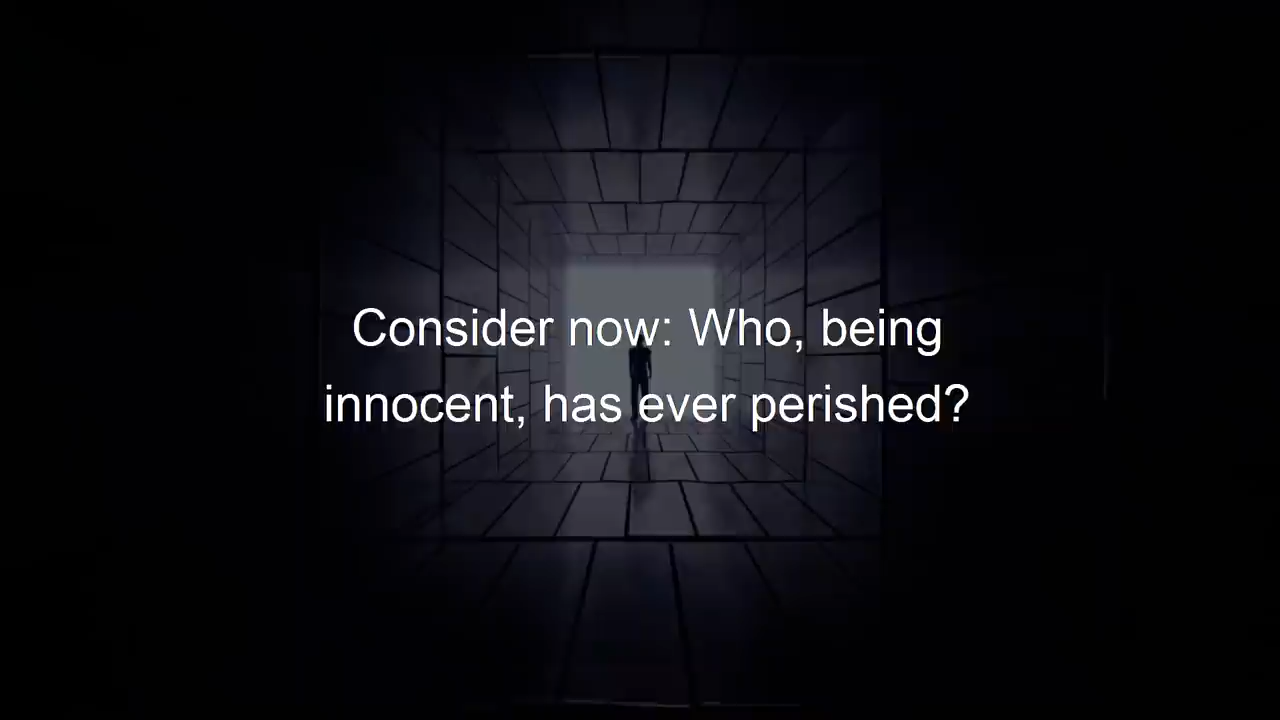 Consider now: Who, being
innocent, has ever perished?